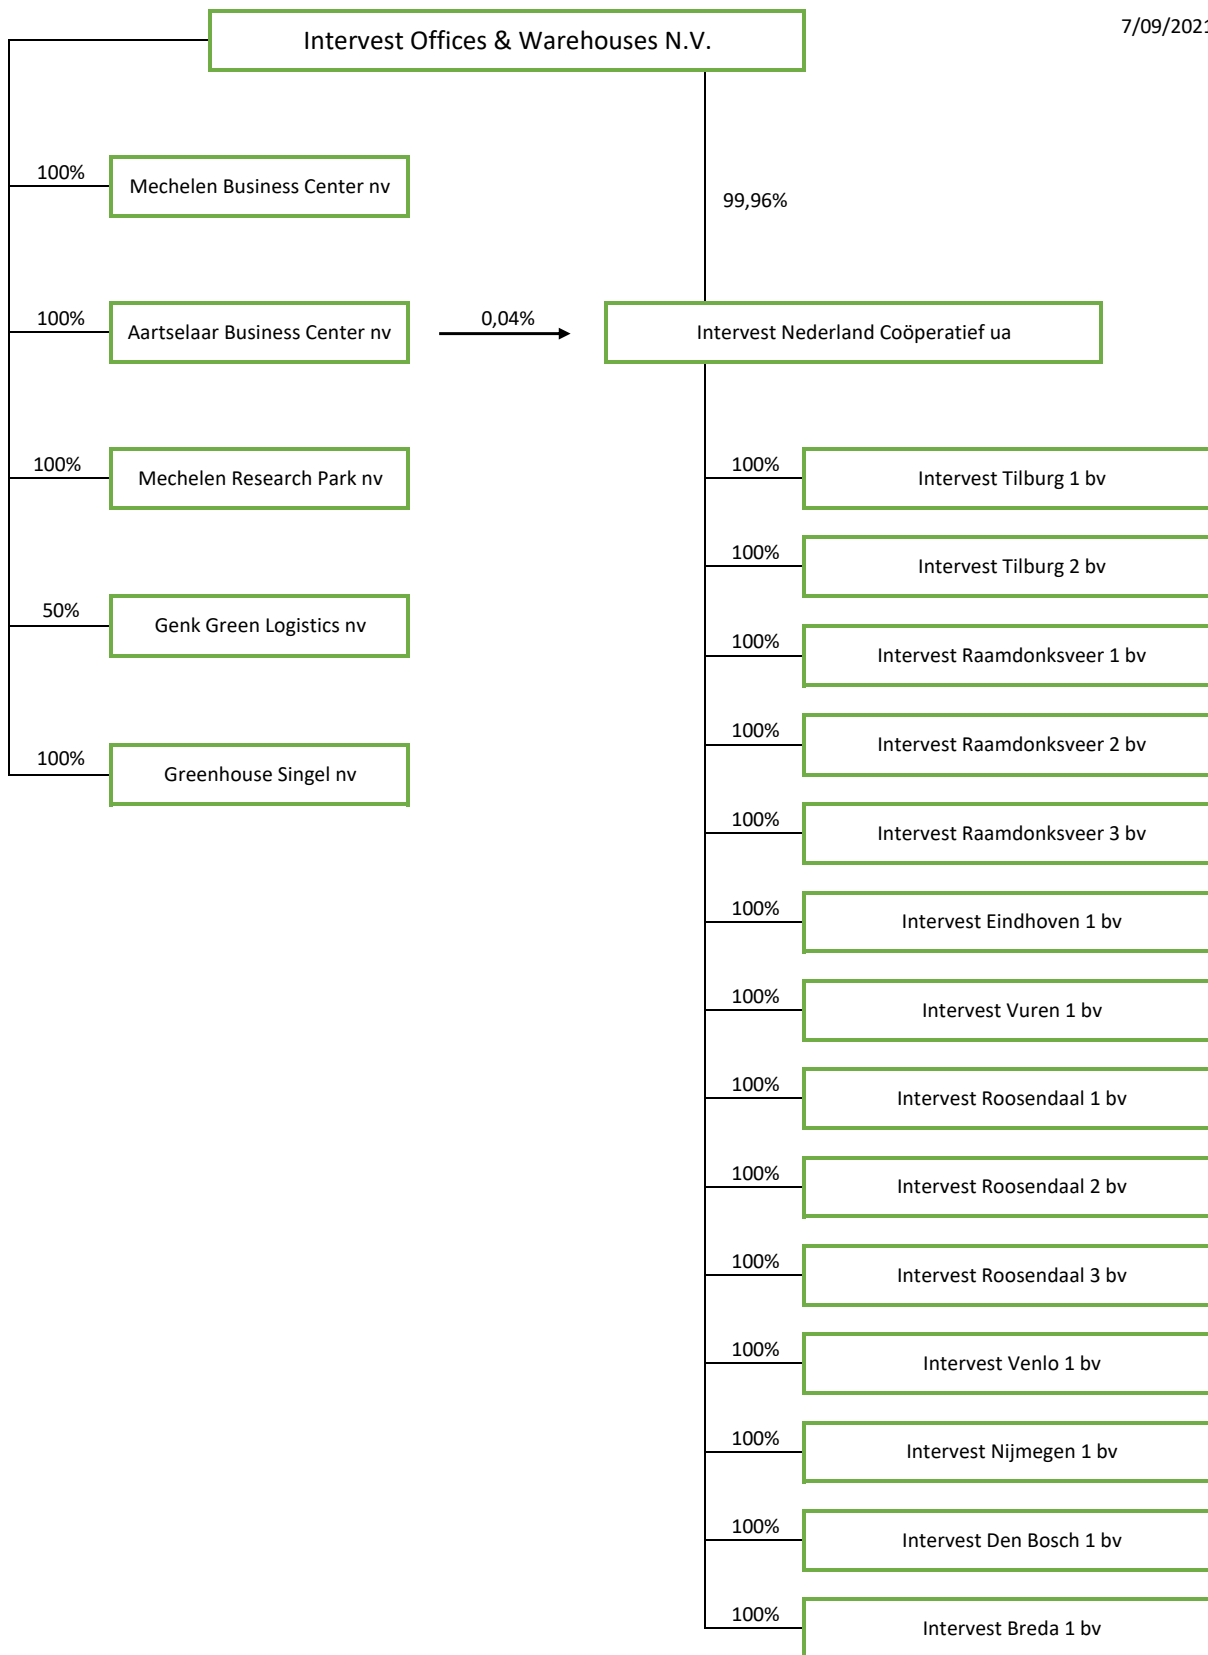 Intervest Offices & Warehouses N.V.
7/09/2021
100%
Mechelen Business Center nv
99,96%
100%
Aartselaar Business Center nv
0,04%
Intervest Nederland Coöperatief ua
100%
Mechelen Research Park nv
100%
Intervest Tilburg 1 bv
100%
Intervest Tilburg 2 bv
50%
Genk Green Logistics nv
100%
Intervest Raamdonksveer 1 bv
100%
Intervest Raamdonksveer 2 bv
100%
Greenhouse Singel nv
100%
Intervest Raamdonksveer 3 bv
100%
Intervest Eindhoven 1 bv
100%
Intervest Vuren 1 bv
100%
Intervest Roosendaal 1 bv
100%
Intervest Roosendaal 2 bv
100%
Intervest Roosendaal 3 bv
100%
Intervest Venlo 1 bv
100%
Intervest Nijmegen 1 bv
100%
Intervest Den Bosch 1 bv
100%
Intervest Breda 1 bv